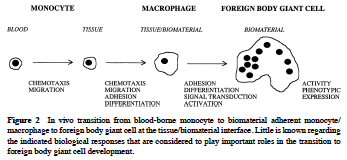 MONOCYTE MACROPHAGE FOREIGN BODY GIANT CELL
BLOOD TISSUE TISSUE/BIOMATERIAL BIOMATERIAL
CHEMOTAXIS CHEMOTAXIS ADHESION ACTIVITY
MIGRATION MIGRATION DIFFERENTIATION PHENOTYPIC
ADHESION SIGNAL TRANSDUCTION EXPRESSION
DIFFERENTIATION ACTIVATION
Figure 2 In vivo transition from blood-borne monocyte to biomaterial adherent monocyte/
macrophage to foreign body giant cell at the tissue/biomaterial interface. Little is known regarding
the indicated biological responses that are considered to play important roles in the transition to
foreign body giant cell development.